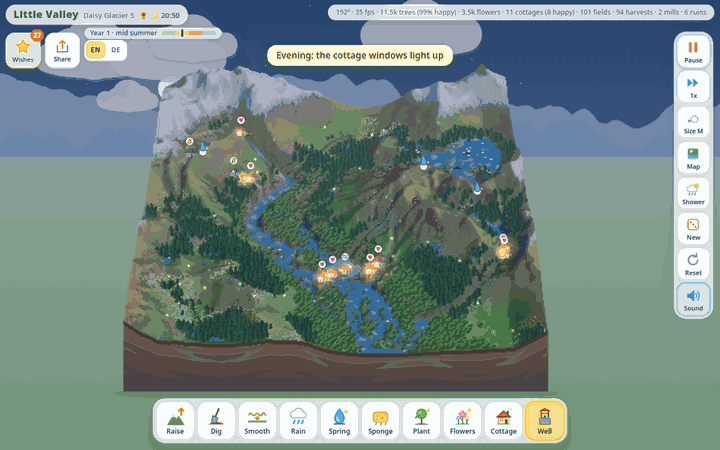 Little Valley Daisy Glacier 5 20:50
192² · 35 fps · 11.5k trees (99% happy) · 3.5k flowers · 11 cottages (8 happy) · 101 fields · 94 harvests · 2 mills · 6 ruins
Year 1 · mid summer
27
Wishes
Share
EN DE
Evening: the cottage windows light up
Pause
1x
Size M
Map
Shower
New
Reset
Sound
Raise
Dig
Smooth
Rain
Spring
Sponge
Plant
Flowers
Cottage
Well